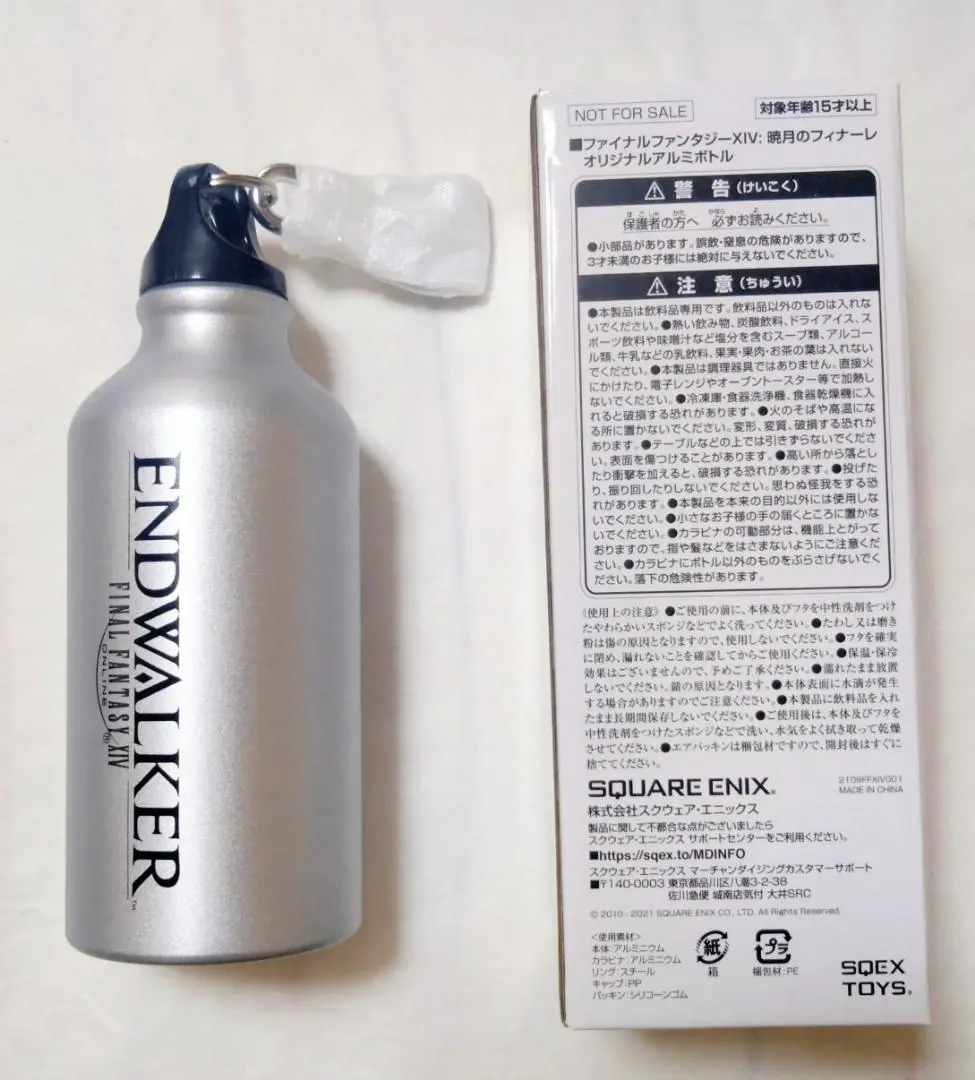 ENDWALKER
FINAL FANTASY XIV
ONLINE
®
™
NOT FOR SALE
対象年齢15才以上
■ファイナルファンタジーXIV: 暁月のフィナーレ
オリジナルアルミボトル
警 告 (けいこく)
保護者の方へ 必ずお読みください。
●小部品があります。誤飲・窒息の危険がありますので、
3才未満のお子様には絶対に与えないでください。
注 意 (ちゅうい)
●本製品は飲料品専用です。飲料品以外のものは入れな
いでください。●熱い飲み物、炭酸飲料、ドライアイス、ス
ポーツ飲料や味噌汁など塩分を含むスープ類、アルコー
ル類、牛乳などの乳飲料、果実・果肉・お茶の葉は入れない
でください。●本製品は調理器具ではありません。直接火
にかけたり、電子レンジやオーブントースター等で加熱し
ないでください。●冷凍庫・食器洗浄機、食器乾燥機に入
れると破損する恐れがあります。●火のそばや高温にな
る所に置かないでください。変形、変質、破損する恐れが
あります。●テーブルなどの上では引きずらないでくださ
い。表面を傷つけることがあります。●高い所から落とし
たり衝撃を加えると、破損する恐れがあります。●投げた
り、振り回したりしないでください。思わぬ怪我をする恐
れがあります。●本製品を本来の目的以外には使用しな
いでください。●小さなお子様の手の届くところに置かな
いでください。●カラビナの可動部分は、機能上とがって
おりますので、指や髪などをはさまないようにご注意くださ
い。●カラビナにボトル以外のものをぶらさげないでくだ
さい。落下の危険性があります。
《使用上の注意》●ご使用の前に、本体及びフタを中性洗剤をつけ
たやわらかいスポンジなどでよく洗ってください。●たわし又は磨き
粉は傷の原因となりますので、使用しないでください。●フタを確実
に閉め、漏れないことを確認してからご使用ください。●保温・保冷
効果はございませんので、予めご了承ください。●濡れたまま放置
しないでください。錆の原因となります。●本体表面に水滴が発生
する場合がありますのでご注意ください。●本製品に飲料品を入れ
たまま長期間保存しないでください。●ご使用後は、本体及びフタを
中性洗剤をつけたスポンジなどで洗い、水気をよく拭き取って乾燥
させてください。●エアパッキンは梱包材ですので、開封後はすぐに
捨ててください。
SQUARE ENIX®
2109FFXIV001
MADE IN CHINA
株式会社スクウェア・エニックス
製品に関して不都合な点がございましたら
スクウェア・エニックス サポートセンターをご利用ください。
■https://sqex.to/MDINFO
スクウェア・エニックス マーチャンダイジングカスタマーサポート
■〒140-0003 東京都品川区八潮3-2-38
佐川急便 城南店気付 大井SRC
© 2010 - 2021 SQUARE ENIX CO., LTD. All Rights Reserved.
<使用素材>
本体:アルミニウム
カラビナ:アルミニウム
リング:スチール
キャップ:PP
パッキン:シリコーンゴム
紙
箱
プラ
梱包材:PE
SQEX
TOYS®